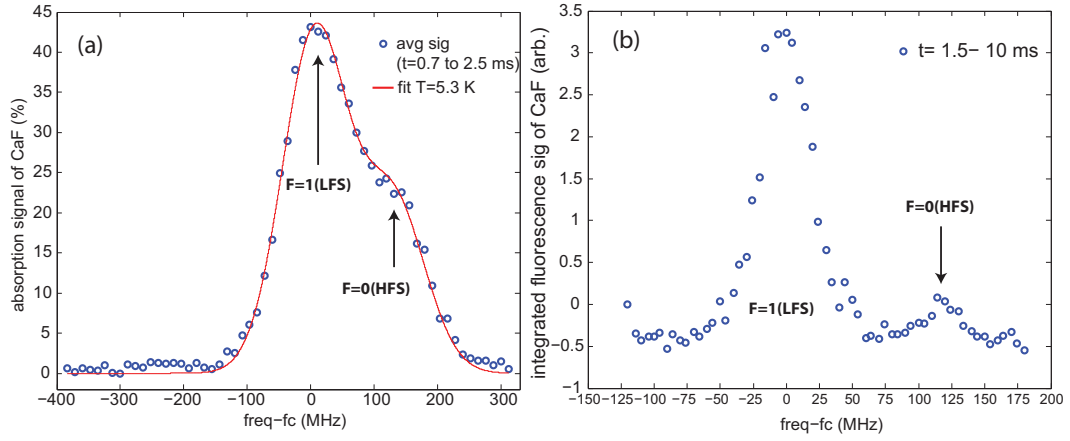 (a)
avg sig
(t=0.7 to 2.5 ms)
fit T=5.3 K
F=1(LFS)
F=0(HFS)
absorption signal of CaF (%)
45
40
35
30
25
20
15
10
5
0
−400 −300 −200 −100 0 100 200 300
freq−fc (MHz)
(b)
t= 1.5− 10 ms
F=0(HFS)
F=1(LFS)
integrated fluorescence sig of CaF (arb.)
3.5
3
2.5
2
1.5
1
0.5
0
−0.5
−1
−150−125−100 −75 −50 −25 0 25 50 75 100 125 150 175 200
freq−fc (MHz)